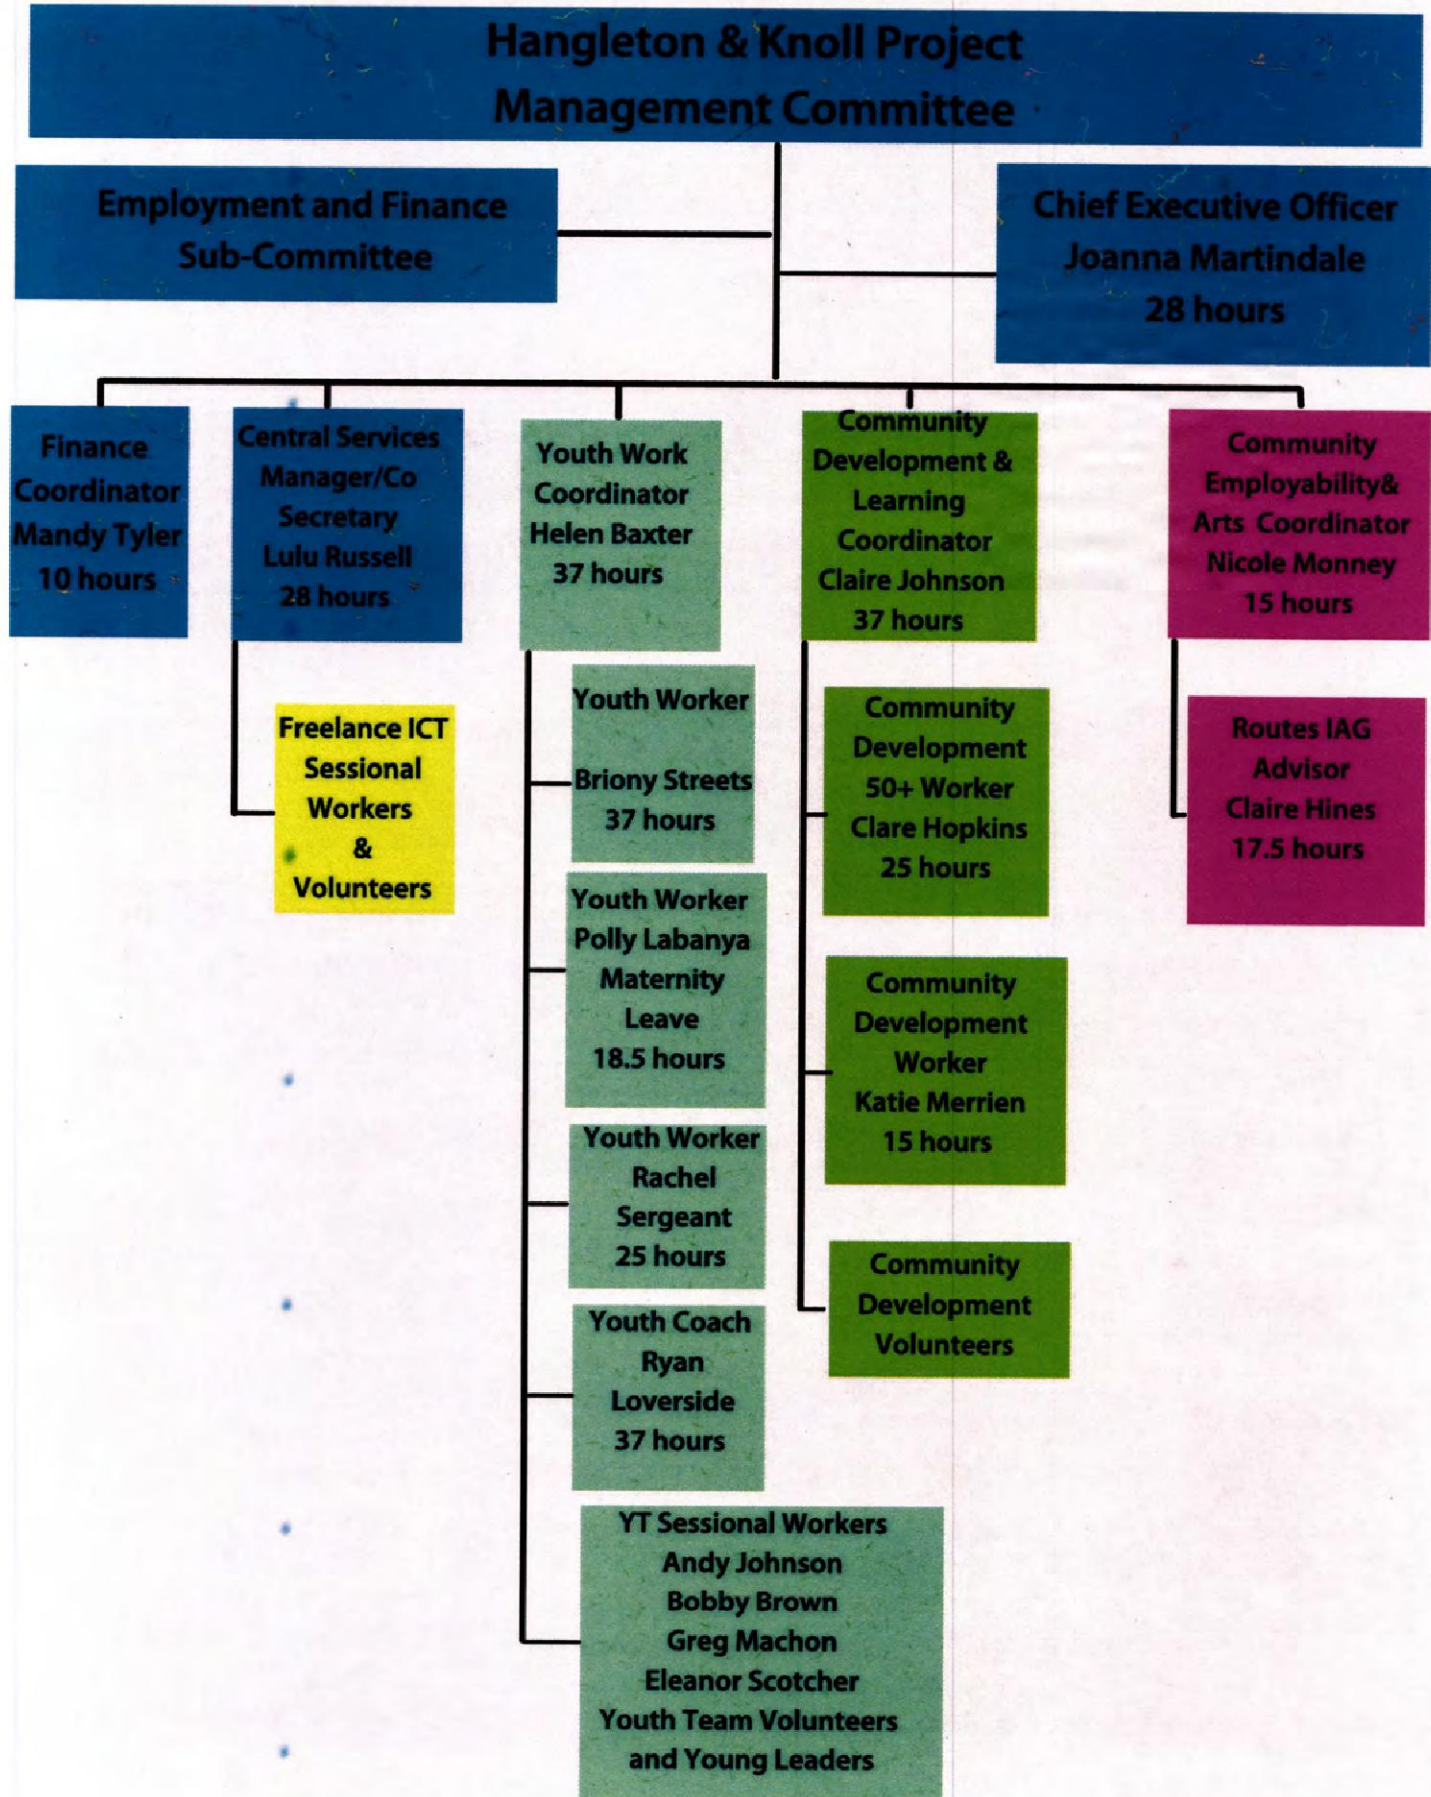 Hangleton & Knoll Project
Management Committee
Employment and Finance
Sub-Committee
Chief Executive Officer
Joanna Martindale
28 hours
Finance
Coordinator
Mandy Tyler
10 hours
Central Services
Manager/Co
Secretary
Lulu Russell
28 hours
Youth Work
Coordinator
Helen Baxter
37 hours
Community
Development &
Learning
Coordinator
Claire Johnson
37 hours
Community
Employability&
Arts Coordinator
Nicole Monney
15 hours
Freelance ICT
Sessional
Workers
&
Volunteers
Youth Worker
Briony Streets
37 hours
Youth Worker
Polly Labanya
Maternity
Leave
18.5 hours
Youth Worker
Rachel
Sergeant
25 hours
Youth Coach
Ryan
Loverside
37 hours
YT Sessional Workers
Andy Johnson
Bobby Brown
Greg Machon
Eleanor Scotcher
Youth Team Volunteers
and Young Leaders
Community
Development
50+ Worker
Clare Hopkins
25 hours
Community
Development
Worker
Katie Merrien
15 hours
Community
Development
Volunteers
Routes IAG
Advisor
Claire Hines
17.5 hours